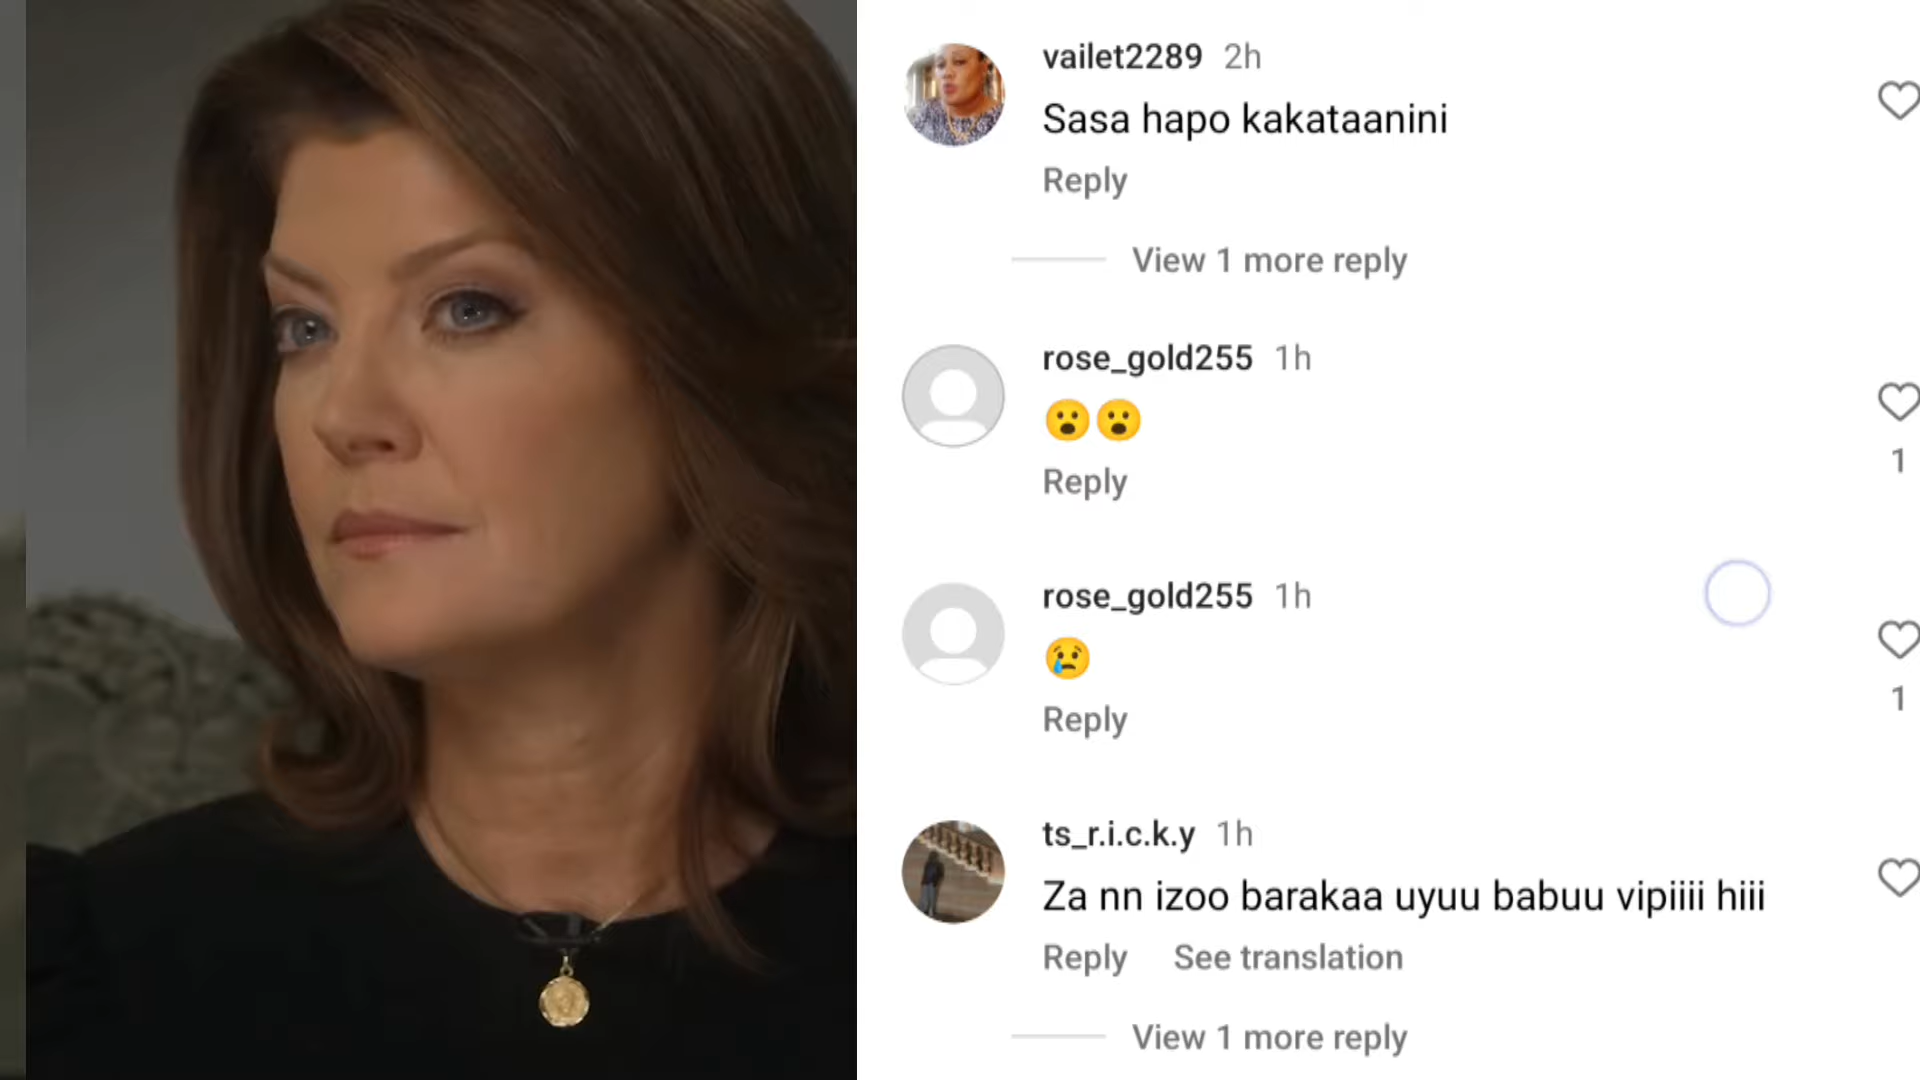 vailet2289 2h
Sasa hapo kakataanini
Reply
View 1 more reply
rose_gold255 1h
😮😮
1
Reply
rose_gold255 1h
😢
1
Reply
ts_r.i.c.k.y 1h
Za nn izoo barakaa uyuu babuu vipiiii hiii
Reply See translation
View 1 more reply